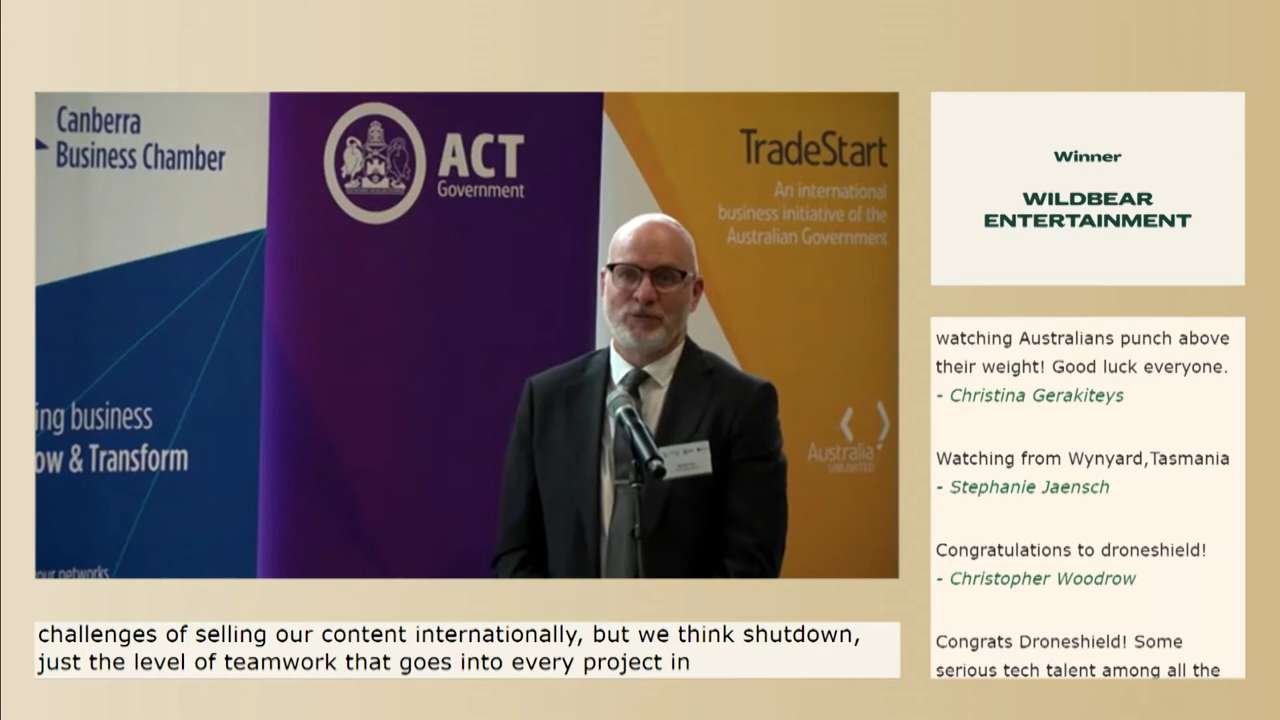 Canberra
Business Chamber
ing business
ow & Transform
our networks
ACT
Government
TradeStart
An international
business initiative of the
Australian Government
Australia
UNLIMITED
challenges of selling our content internationally, but we think shutdown,
just the level of teamwork that goes into every project in
Winner
WILDBEAR
ENTERTAINMENT
watching Australians punch above
their weight! Good luck everyone.
- Christina Gerakiteys
Watching from Wynyard,Tasmania
- Stephanie Jaensch
Congratulations to droneshield!
- Christopher Woodrow
Congrats Droneshield! Some
serious tech talent among all the